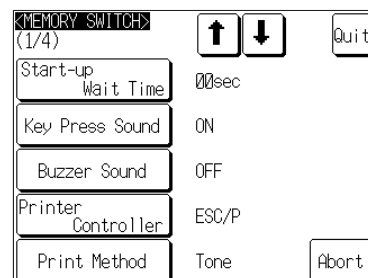 <MEMORY SWITCH>
(1/4)
Quit
Start-up
Wait Time
00sec
Key Press Sound
ON
Buzzer Sound
OFF
Printer
Controller
ESC/P
Print Method
Tone
Abort